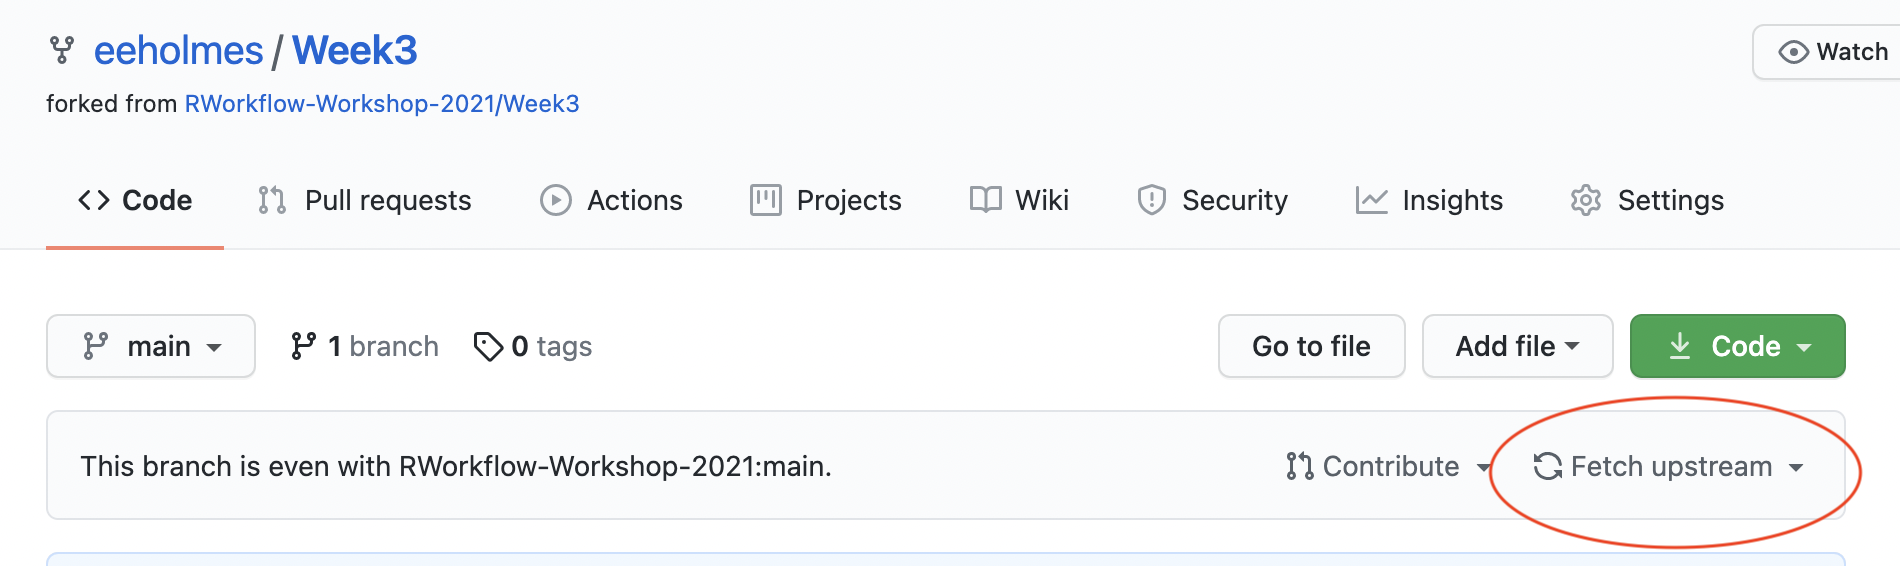 eeholmes / Week3
Watch
forked from RWorkflow-Workshop-2021/Week3
Code Pull requests Actions Projects Wiki Security Insights Settings
main 1 branch 0 tags Go to file Add file Code
This branch is even with RWorkflow-Workshop-2021:main. Contribute Fetch upstream